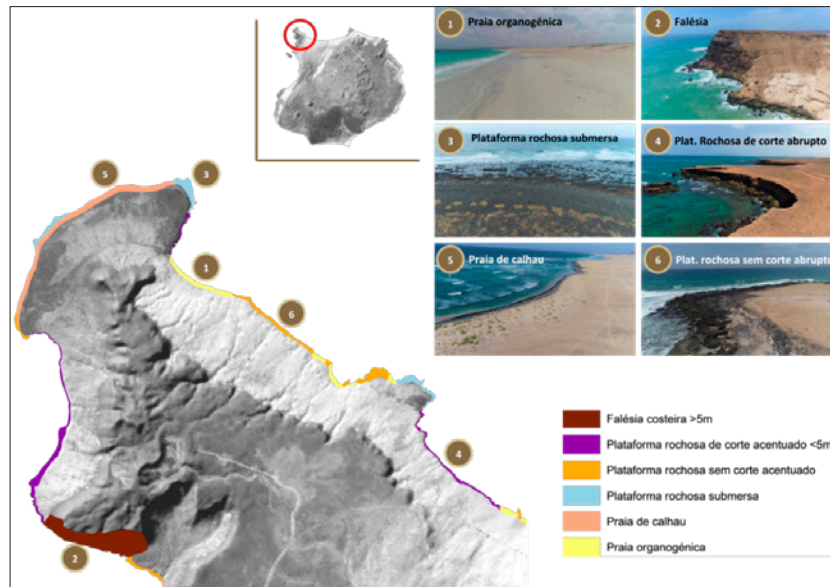 1 Praia organogénica
2 Falésia
3 Plataforma rochosa submersa
4 Plat. Rochosa de corte abrupto
5 Praia de calhau
6 Plat. rochosa sem corte abrupto
5
3
1
6
4
2
Falésia costeira >5m
Plataforma rochosa de corte acentuado <5m
Plataforma rochosa sem corte acentuado
Plataforma rochosa submersa
Praia de calhau
Praia organogénica